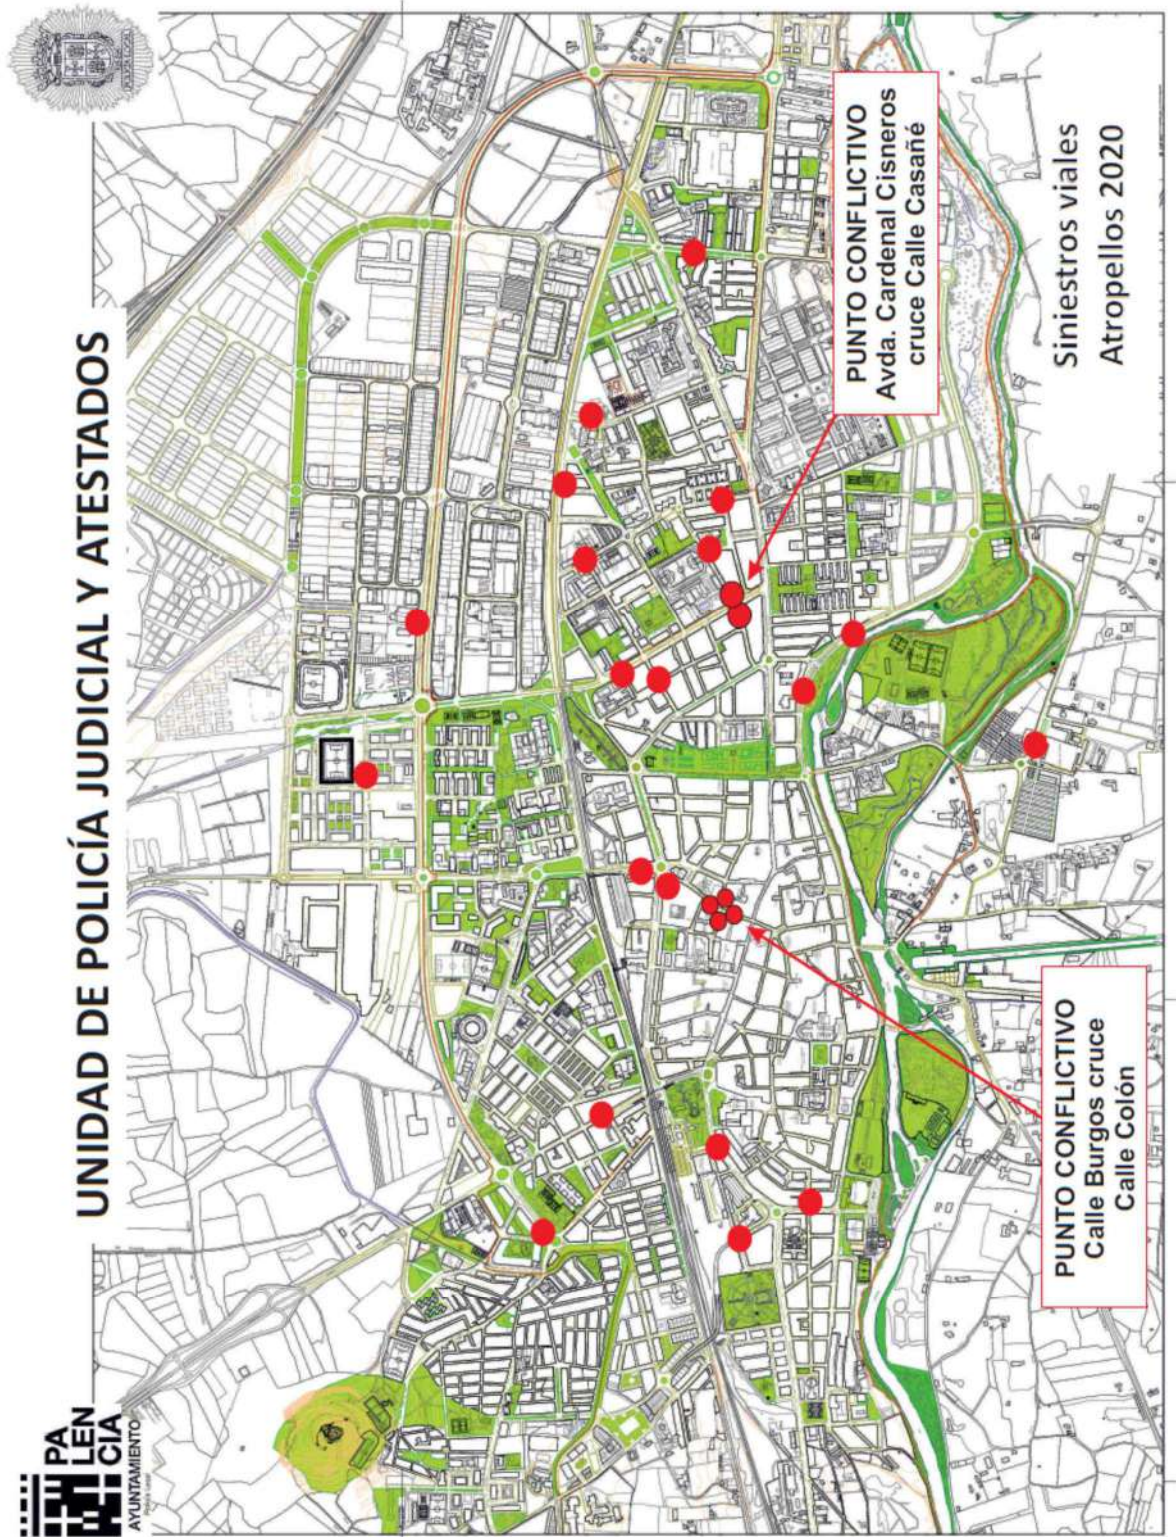 PA
LEN
CIA
AYUNTAMIENTO
UNIDAD DE POLICÍA JUDICIAL Y ATESTADOS
PUNTO CONFLICTIVO
Calle Burgos cruce
Calle Colón
PUNTO CONFLICTIVO
Avda. Cardenal Cisneros
cruce Calle Casañé
Siniestros viales
Atropellos 2020